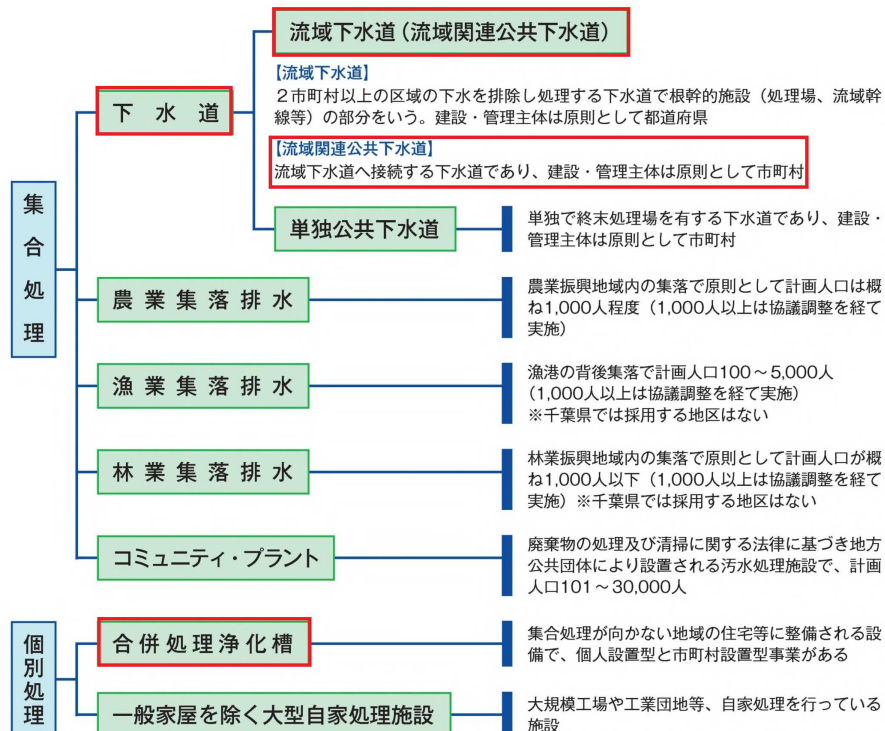 集合処理
下水道
流域下水道（流域関連公共下水道）
【流域下水道】
２市町村以上の区域の下水を排除し処理する下水道で根幹的施設（処理場、流域幹
線等）の部分をいう。建設・管理主体は原則として都道府県
【流域関連公共下水道】
流域下水道へ接続する下水道であり、建設・管理主体は原則として市町村
単独公共下水道
単独で終末処理場を有する下水道であり、建設・
管理主体は原則として市町村
農業集落排水
農業振興地域内の集落で原則として計画人口は概
ね1,000人程度（1,000人以上は協議調整を経て
実施）
漁業集落排水
漁港の背後集落で計画人口100～5,000人
（1,000人以上は協議調整を経て実施）
※千葉県では採用する地区はない
林業集落排水
林業振興地域内の集落で原則として計画人口が概
ね1,000人以下（1,000人以上は協議調整を経て
実施）※千葉県では採用する地区はない
コミュニティ・プラント
廃棄物の処理及び清掃に関する法律に基づき地方
公共団体により設置される汚水処理施設で、計画
人口101～30,000人
個別処理
合併処理浄化槽
集合処理が向かない地域の住宅等に整備される設
備で、個人設置型と市町村設置型事業がある
一般家屋を除く大型自家処理施設
大規模工場や工業団地等、自家処理を行っている
施設